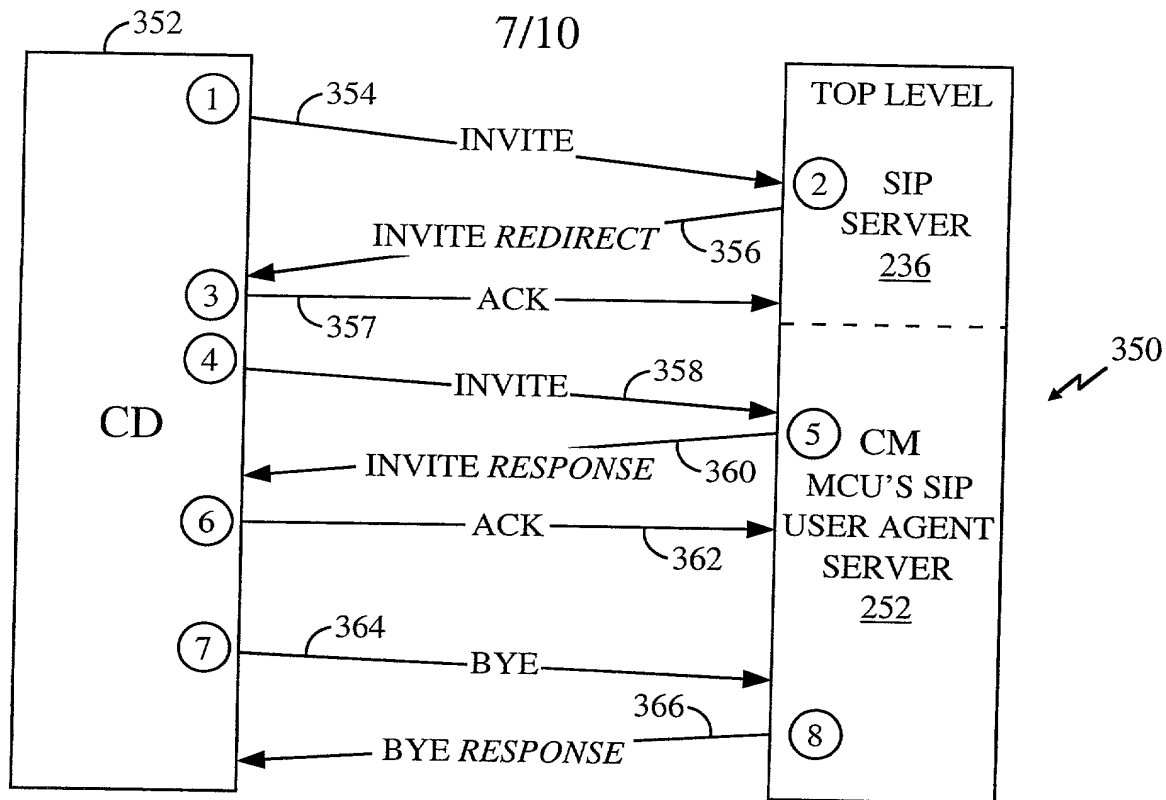 7/10
352
1
354
INVITE
TOP LEVEL
2
SIP
SERVER
236
INVITE REDIRECT
356
3
ACK
357
4
INVITE
358
350
CD
5
CM
MCU'S SIP
USER AGENT
SERVER
252
INVITE RESPONSE
360
6
ACK
362
7
364
BYE
366
8
BYE RESPONSE